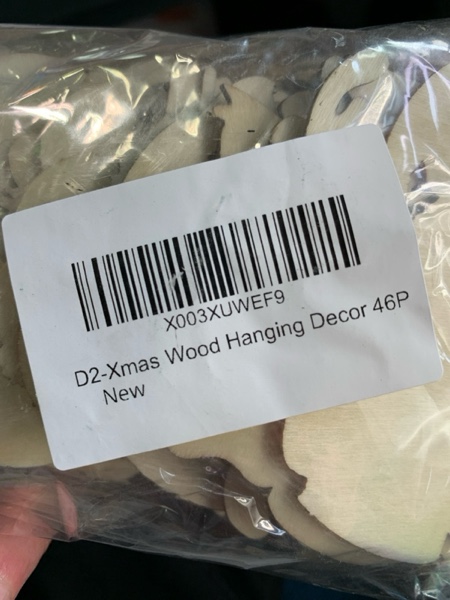 X003XUWEF9
D2-Xmas Wood Hanging Decor 46P
New